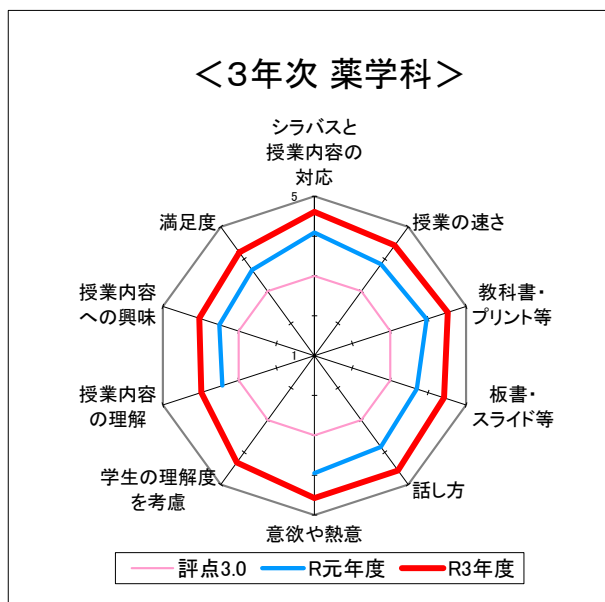 ＜３年次 薬学科＞
シラバスと
授業内容の
対応
5
授業の速さ
教科書・
プリント等
板書・
スライド等
話し方
意欲や熱意
学生の理解度
を考慮
授業内容
の理解
授業内容
への興味
満足度
1
評点3.0
R元年度
R3年度